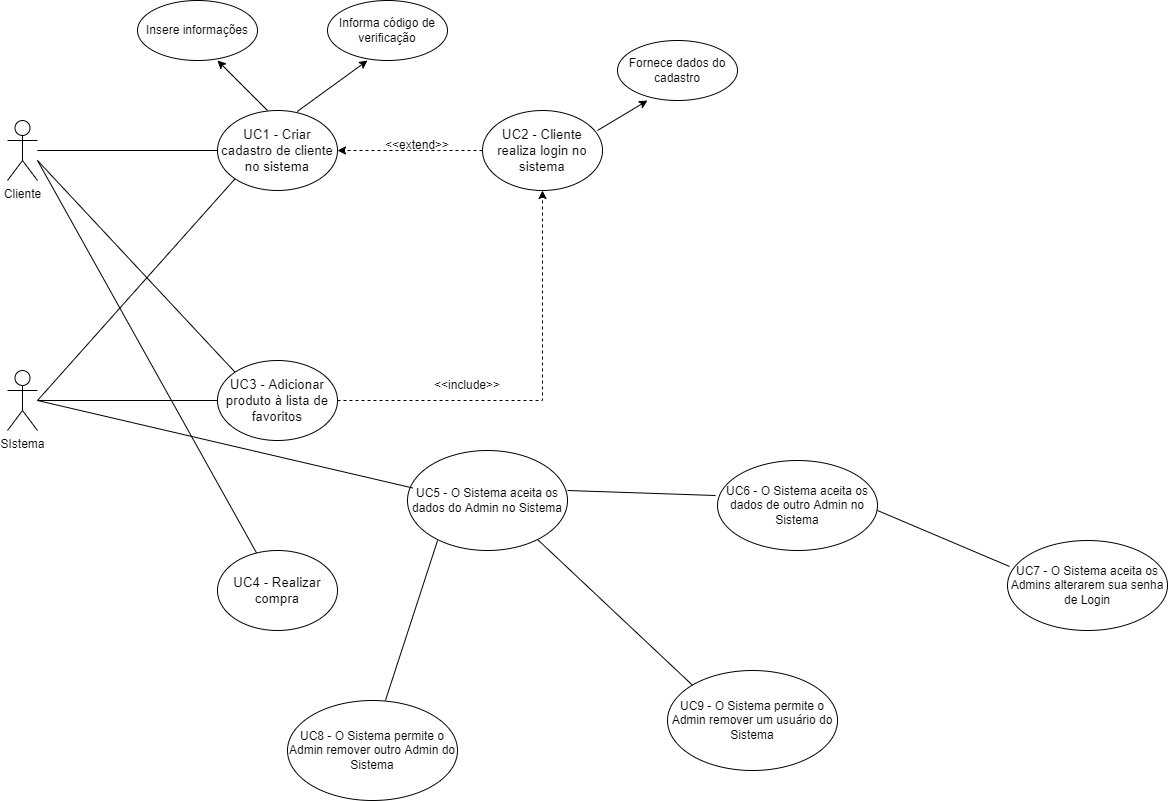 Insere informações
Informa código de
verificação
Fornece dados do
cadastro
UC1 - Criar
cadastro de cliente
no sistema
<<extend>>
UC2 - Cliente
realiza login no
sistema
Cliente
UC3 - Adicionar
produto à lista de
favoritos
<<include>>
SIstema
UC5 - O Sistema aceita os
dados do Admin no Sistema
UC6 - O Sistema aceita os
dados de outro Admin no
Sistema
UC4 - Realizar
compra
UC7 - O Sistema aceita os
Admins alterarem sua senha
de Login
UC8 - O Sistema permite o
Admin remover outro Admin do
Sistema
UC9 - O Sistema permite o
Admin remover um usuário do
Sistema